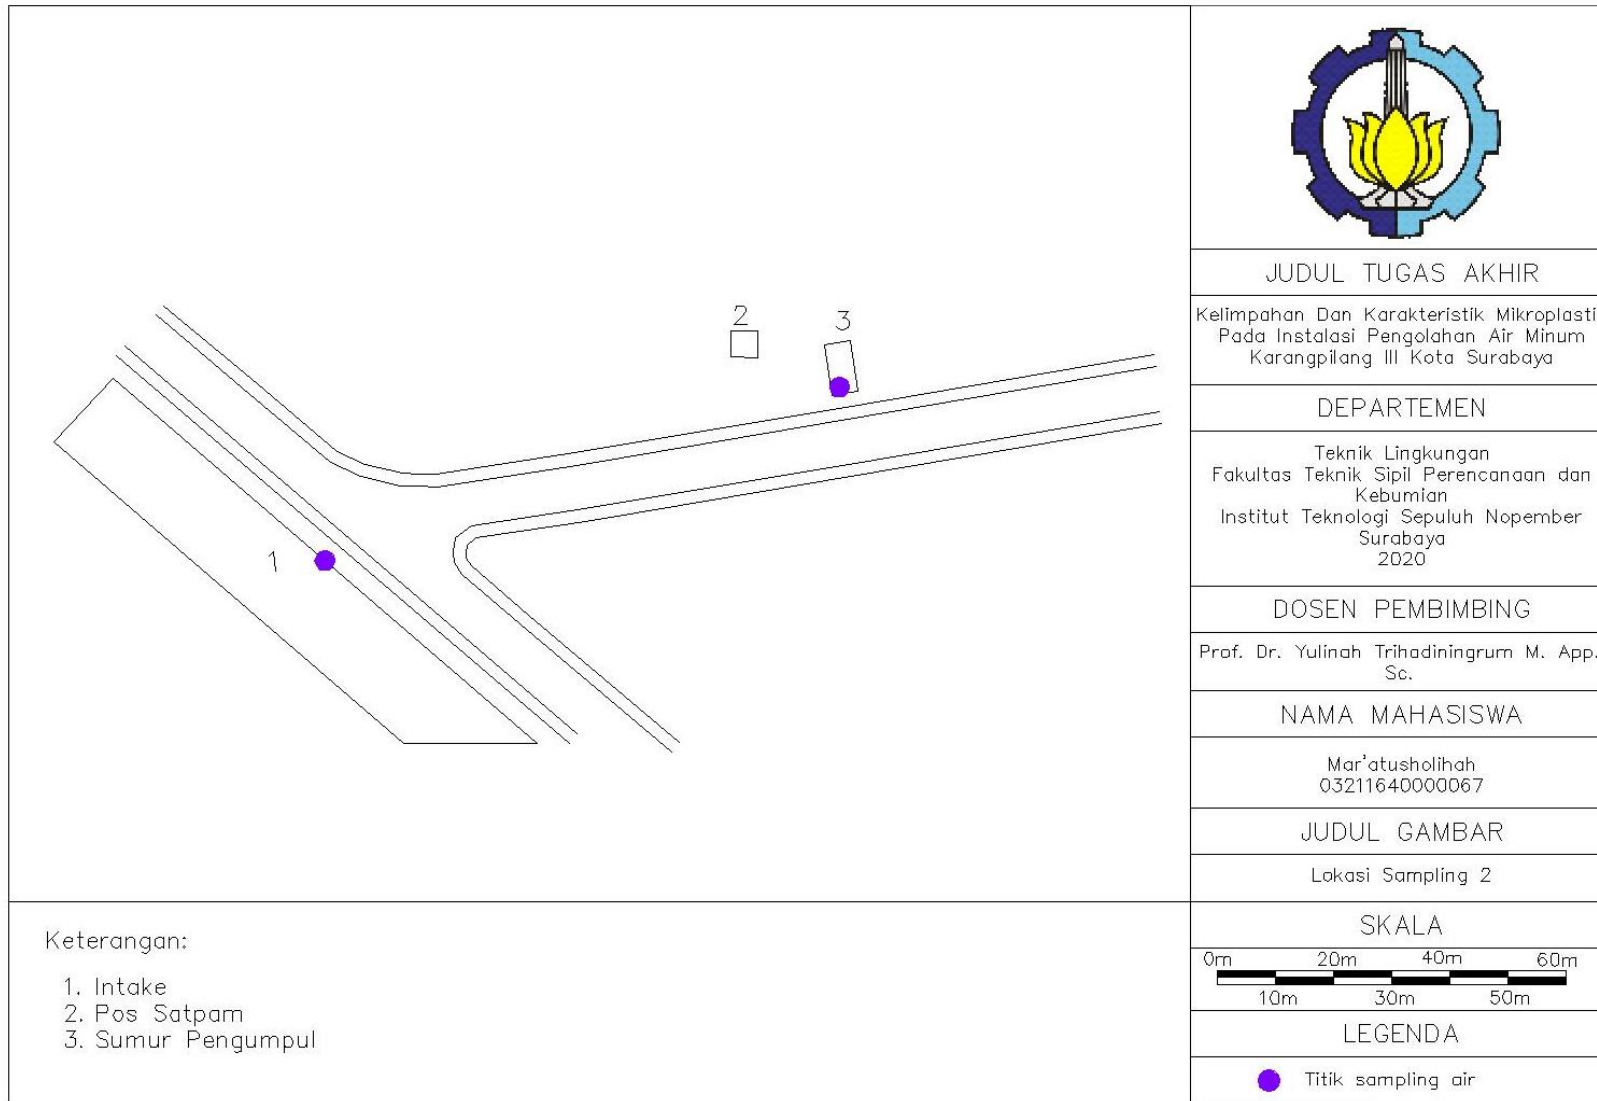 2
3
1
Keterangan:
1. Intake
2. Pos Satpam
3. Sumur Pengumpul
JUDUL TUGAS AKHIR
Kelimpahan Dan Karakteristik Mikroplasti
Pada Instalasi Pengolahan Air Minum
Karangpilang III Kota Surabaya
DEPARTEMEN
Teknik Lingkungan
Fakultas Teknik Sipil Perencanaan dan
Kebumian
Institut Teknologi Sepuluh Nopember
Surabaya
2020
DOSEN PEMBIMBING
Prof. Dr. Yulinah Trihadiningrum M. App.
Sc.
NAMA MAHASISWA
Mar'atusholihah
03211640000067
JUDUL GAMBAR
Lokasi Sampling 2
SKALA
0m 20m 40m 60m
10m 30m 50m
LEGENDA
Titik sampling air